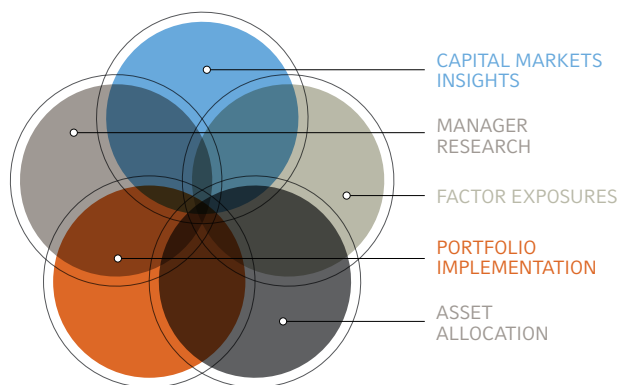 CAPITAL MARKETS
INSIGHTS
MANAGER
RESEARCH
FACTOR EXPOSURES
PORTFOLIO
IMPLEMENTATION
ASSET
ALLOCATION